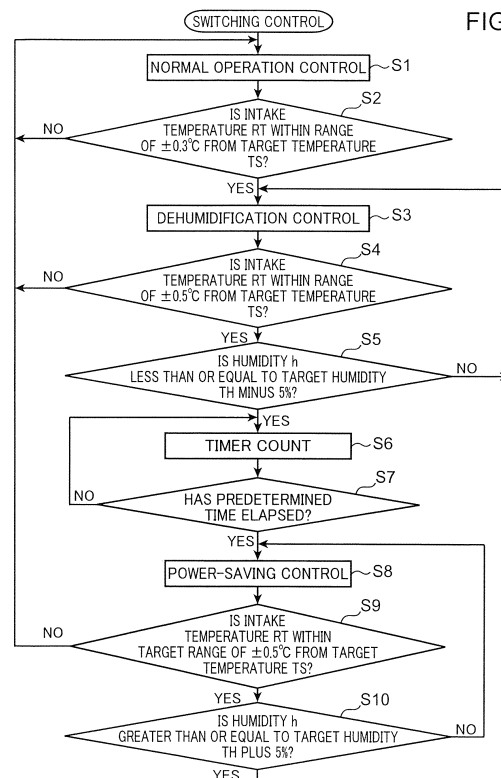 SWITCHING CONTROL
FIG
NORMAL OPERATION CONTROL
S1
S2
IS INTAKE
TEMPERATURE RT WITHIN RANGE
OF ±0.3°C FROM TARGET TEMPERATURE
TS?
NO
YES
DEHUMIDIFICATION CONTROL
S3
S4
IS INTAKE
TEMPERATURE RT WITHIN RANGE
OF ±0.5°C FROM TARGET TEMPERATURE
TS?
NO
YES
S5
IS HUMIDITY h
LESS THAN OR EQUAL TO TARGET HUMIDITY
TH MINUS 5%?
NO
YES
TIMER COUNT
S6
S7
HAS PREDETERMINED
TIME ELAPSED?
NO
YES
POWER-SAVING CONTROL
S8
S9
IS INTAKE
TEMPERATURE RT WITHIN
TARGET RANGE OF ±0.5°C FROM TARGET
TEMPERATURE TS?
NO
YES
S10
IS HUMIDITY h
GREATER THAN OR EQUAL TO TARGET HUMIDITY
TH PLUS 5%?
NO
YES